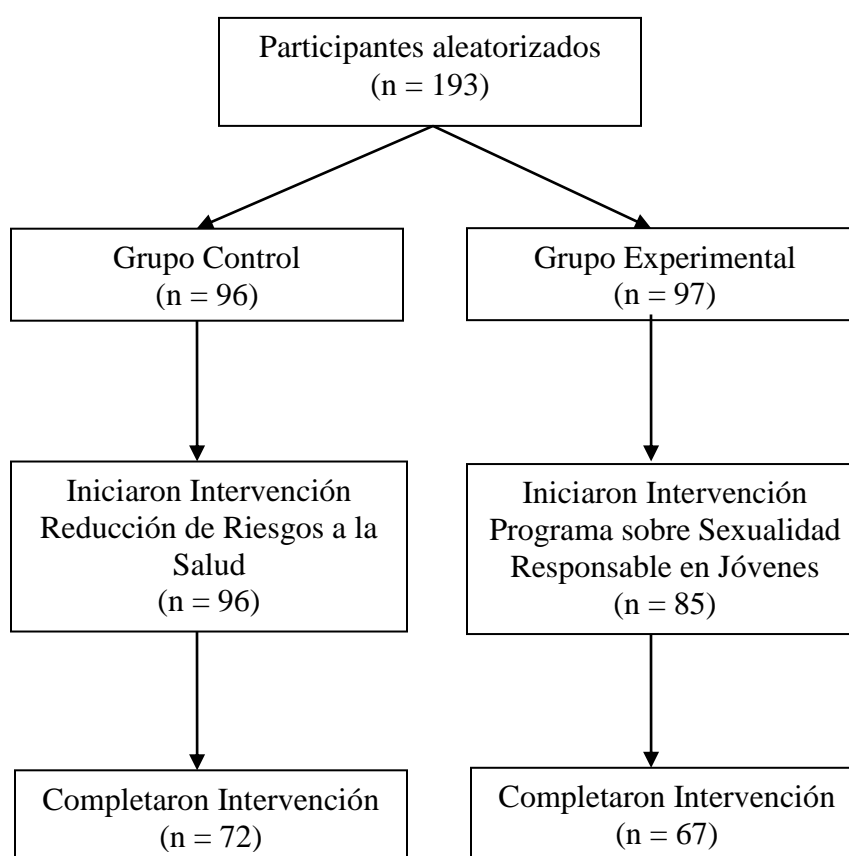 Participantes aleatorizados
(n = 193)
Grupo Control
(n = 96)
Grupo Experimental
(n = 97)
Iniciaron Intervención
Reducción de Riesgos a la
Salud
(n = 96)
Iniciaron Intervención
Programa sobre Sexualidad
Responsable en Jóvenes
(n = 85)
Completaron Intervención
(n = 72)
Completaron Intervención
(n = 67)